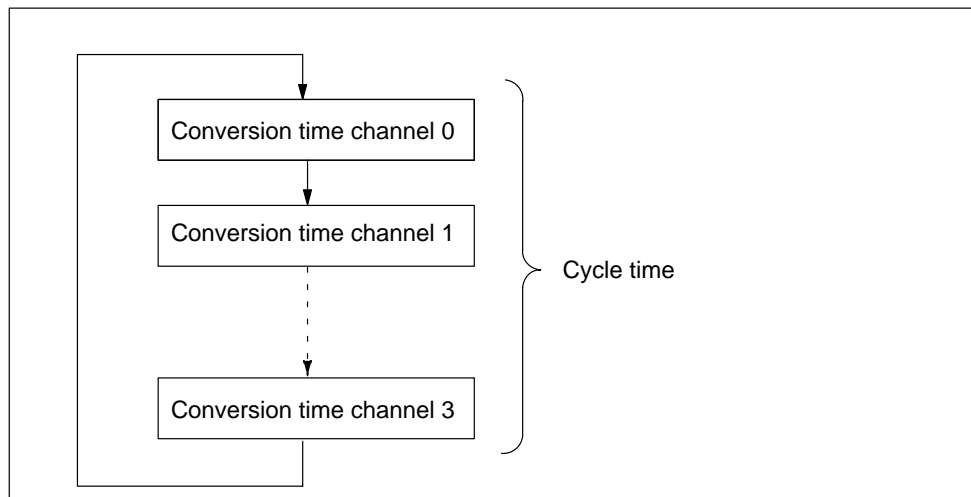 Conversion time channel 0
Conversion time channel 1
Cycle time
Conversion time channel 3